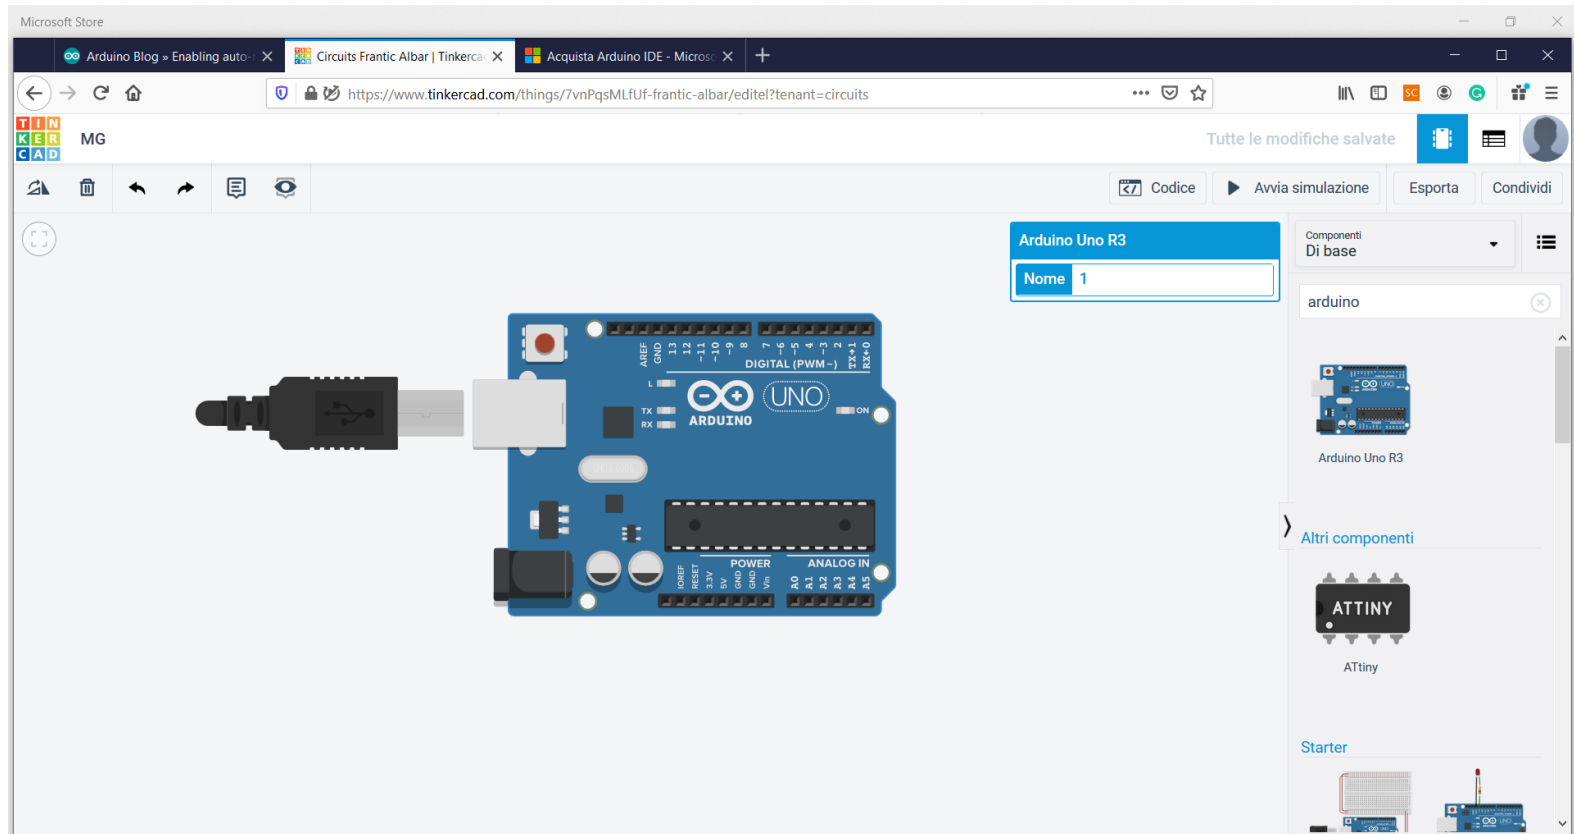 Microsoft Store
Arduino Blog » Enabling auto-
Circuits Frantic Albar | Tinkerca
Acquista Arduino IDE - Microso
https://www.tinkercad.com/things/7vnPqsMLfUf-frantic-albar/editel?tenant=circuits
SC
G
TIN
KER
CAD
MG
Tutte le modifiche salvate
Codice
Avvia simulazione
Esporta
Condividi
Arduino Uno R3
Nome 1
Componenti
Di base
arduino
AREF
GND
13
12
~11
~10
~9
8
7
~6
~5
4
~3
2
TX→1
RX←0
DIGITAL (PWM~)
L
TX
RX
ARDUINO
UNO
ON
POWER
ANALOG IN
IOREF
RESET
3.3V
5V
GND
GND
Vin
A0
A1
A2
A3
A4
A5
Arduino Uno R3
Altri componenti
ATTINY
ATtiny
Starter